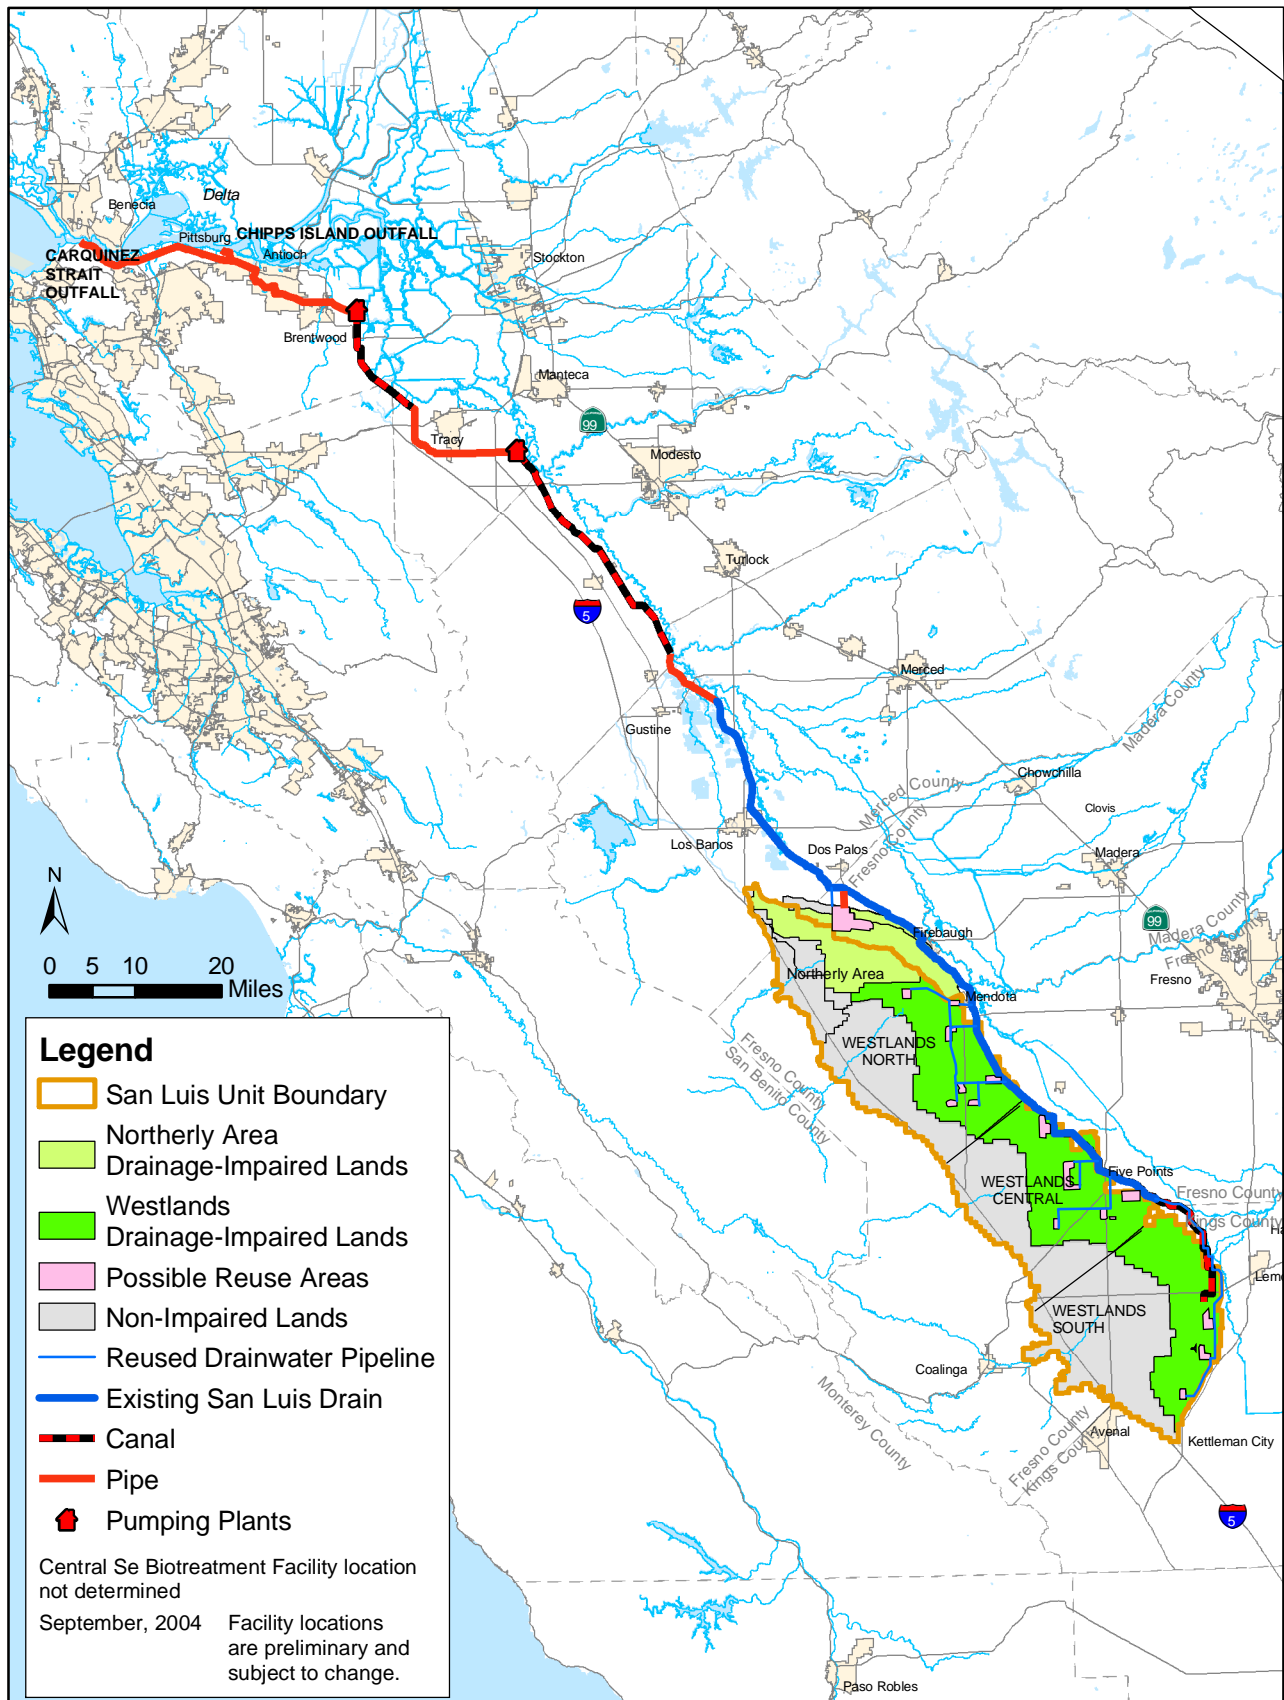 Delta
Benecia
Pittsburg
CHIPPS ISLAND OUTFALL
Antioch
CARQUINEZ
STRAIT
OUTFALL
Stockton
Brentwood
Manteca
99
Tracy
Modesto
Turlock
5
Merced
Gustine
Madera County
Chowchilla
Merced County
Fresno County
Clovis
Los Banos
Dos Palos
Madera
N
99
Madera County
Fresno County
Firebaugh
0 5 10 20
Miles
Northerly Area
Fresno
Mendota
WESTLANDS
NORTH
Fresno County
San Benito County
Five Points
WESTLANDS
CENTRAL
Fresno County
Kings County
Ha
Lemo
WESTLANDS
SOUTH
Coalinga
Monterey County
Fresno County
Kings County
Avenal
Kettleman City
5
Paso Robles
Legend
San Luis Unit Boundary
Northerly Area
Drainage-Impaired Lands
Westlands
Drainage-Impaired Lands
Possible Reuse Areas
Non-Impaired Lands
Reused Drainwater Pipeline
Existing San Luis Drain
Canal
Pipe
Pumping Plants
Central Se Biotreatment Facility location
not determined
September, 2004 Facility locations
are preliminary and
subject to change.